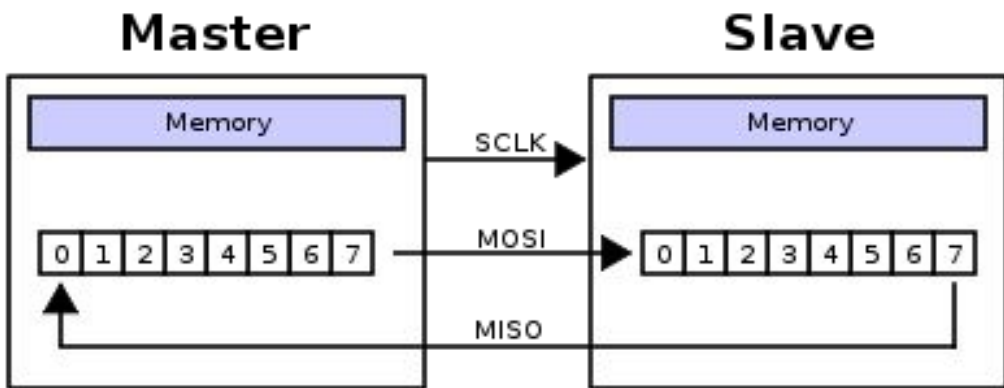 Master Slave
Memory Memory
SCLK
0 1 2 3 4 5 6 7 MOSI 0 1 2 3 4 5 6 7
MISO